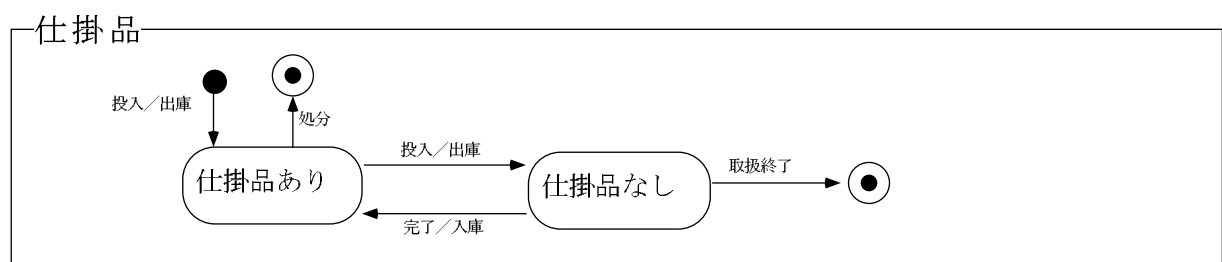 仕掛品
投入／出庫
処分
仕掛品あり
投入／出庫
完了／入庫
仕掛品なし
取扱終了